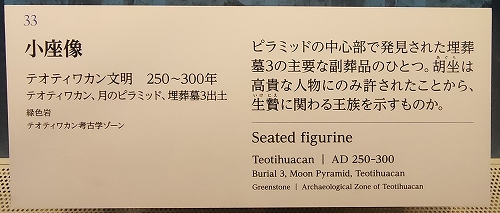 33
小座像
テオティワカン文明　250～300年
テオティワカン、月のピラミッド、埋葬墓3出土
緑色岩
テオティワカン考古学ゾーン
ピラミッドの中心部で発見された埋葬
墓3の主要な副葬品のひとつ。胡坐は
高貴な人物にのみ許されたことから、
生贄に関わる王族を示すものか。
Seated figurine
Teotihuacan | AD 250-300
Burial 3, Moon Pyramid, Teotihuacan
Greenstone | Archaeological Zone of Teotihuacan